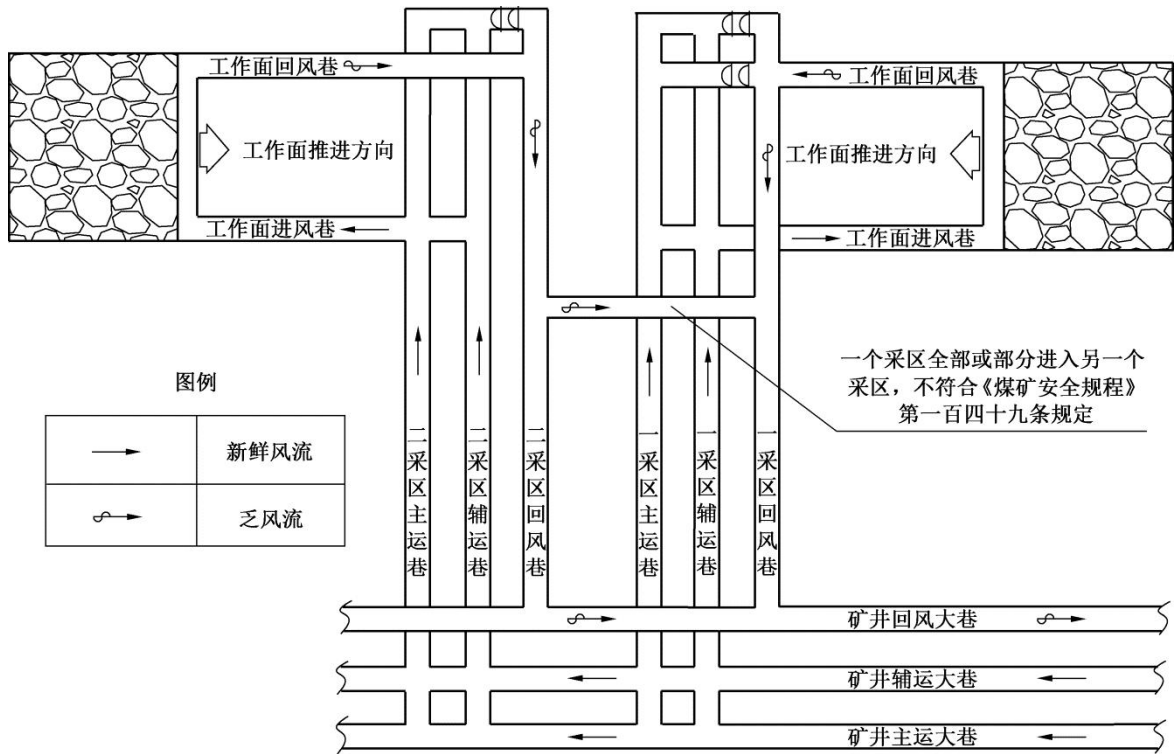 工作面回风巷
工作面回风巷
工作面推进方向
工作面推进方向
工作面进风巷
工作面进风巷
一个采区全部或部分进入另一个
采区，不符合《煤矿安全规程》
第一百四十九条规定
图例
新鲜风流
乏风流
二采区主运巷
二采区辅运巷
二采区回风巷
一采区主运巷
一采区辅运巷
一采区回风巷
矿井回风大巷
矿井辅运大巷
矿井主运大巷